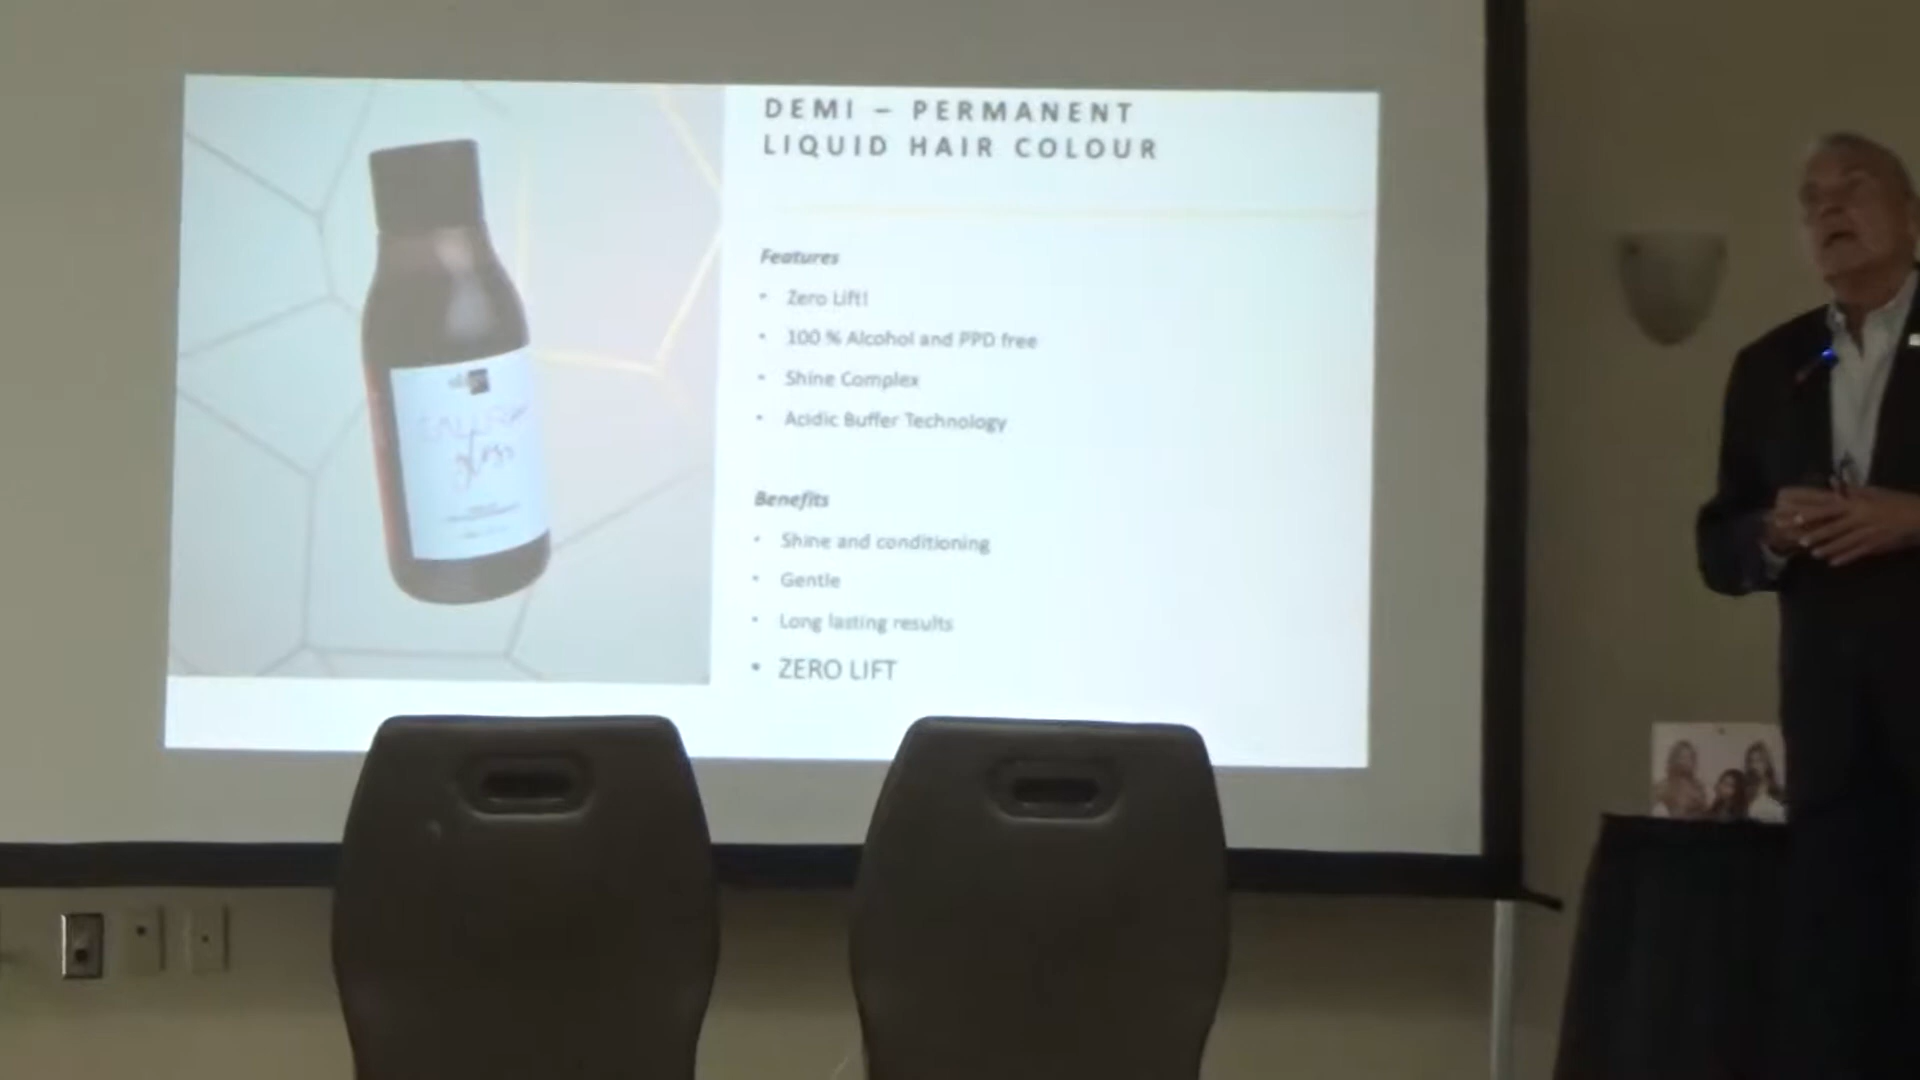 DEMI – PERMANENT
LIQUID HAIR COLOUR
Features
• Zero Lift!
• 100 % Alcohol and PPD free
• Shine Complex
• Acidic Buffer Technology
Benefits
• Shine and conditioning
• Gentle
• Long lasting results
• ZERO LIFT
gloss